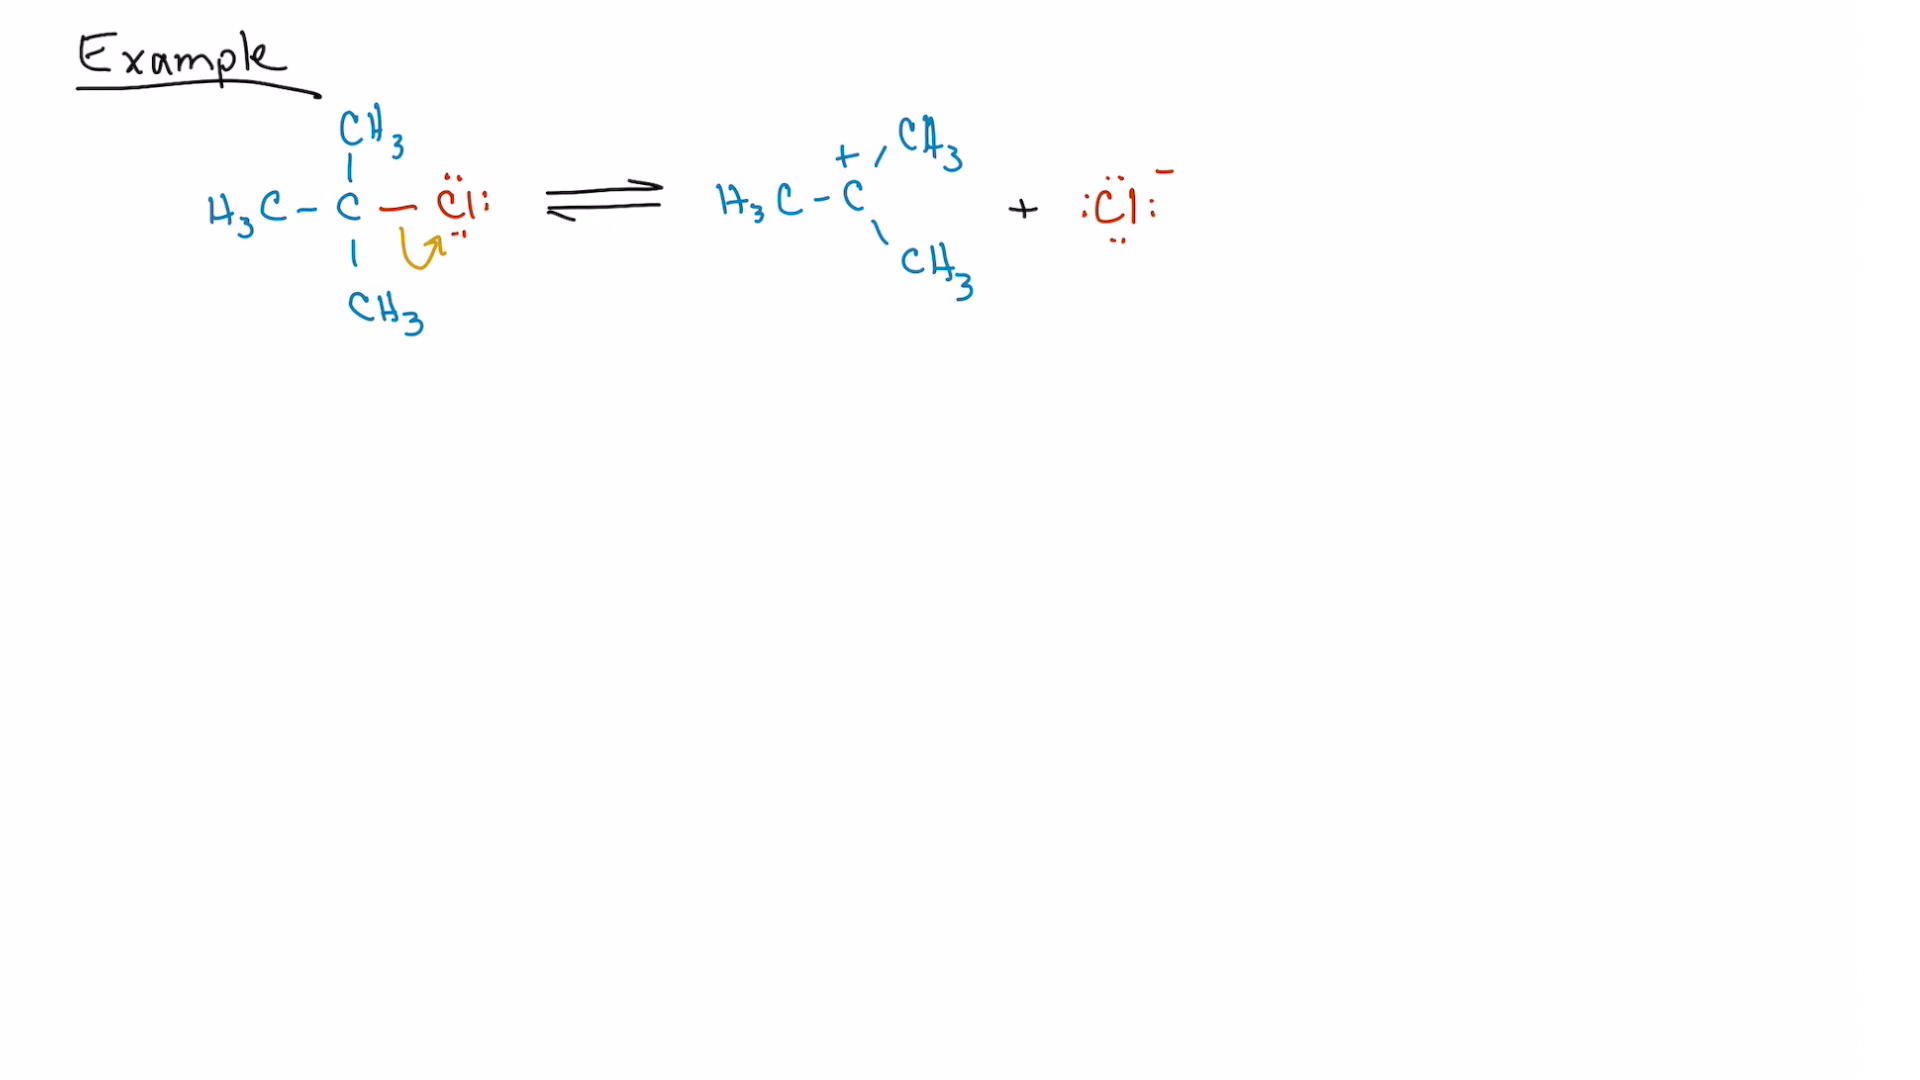 Example
CH3
H3C - C — Cl: ⇌ H3C - C + CH3 + :Cl: −
CH3
CH3